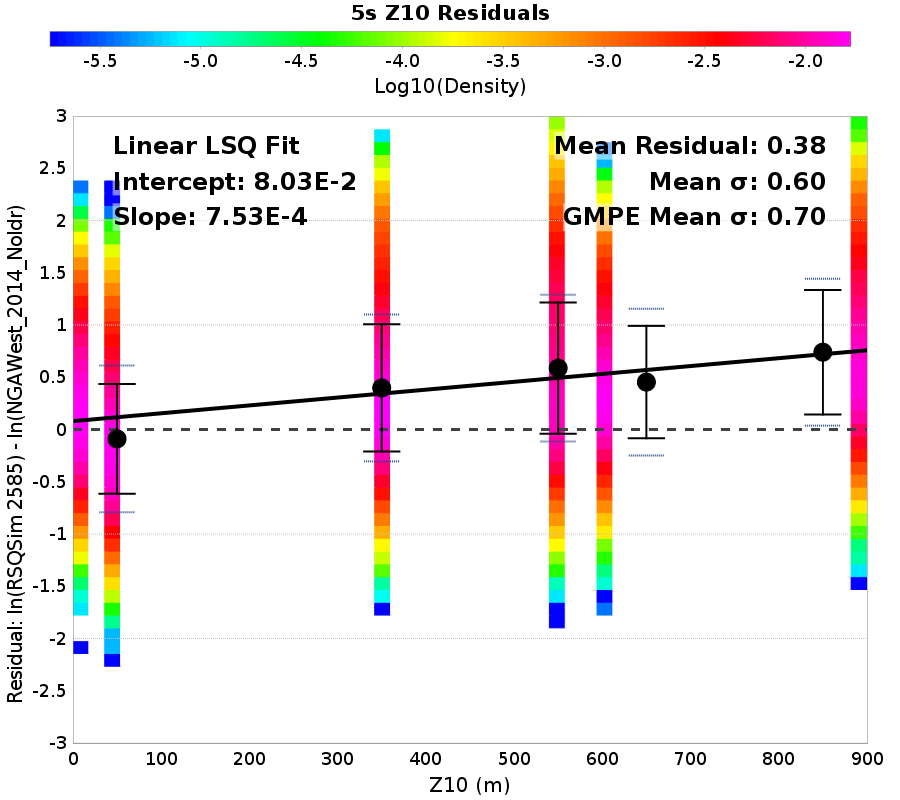 5s Z10 Residuals
-5.5 -5.0 -4.5 -4.0 -3.5 -3.0 -2.5 -2.0
Log10(Density)
Linear LSQ Fit
Intercept: 8.03E-2
Slope: 7.53E-4
Mean Residual: 0.38
Mean σ: 0.60
GMPE Mean σ: 0.70
Residual: ln(RSQSim 2585) - ln(NGAWest_2014_NoIdr)
3
2.5
2
1.5
1
0.5
0
-0.5
-1
-1.5
-2
-2.5
-3
0 100 200 300 400 500 600 700 800 900
Z10 (m)